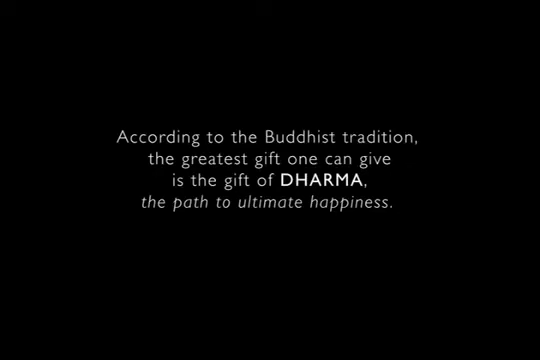 According to the Buddhist tradition,
the greatest gift one can give
is the gift of DHARMA,
the path to ultimate happiness.